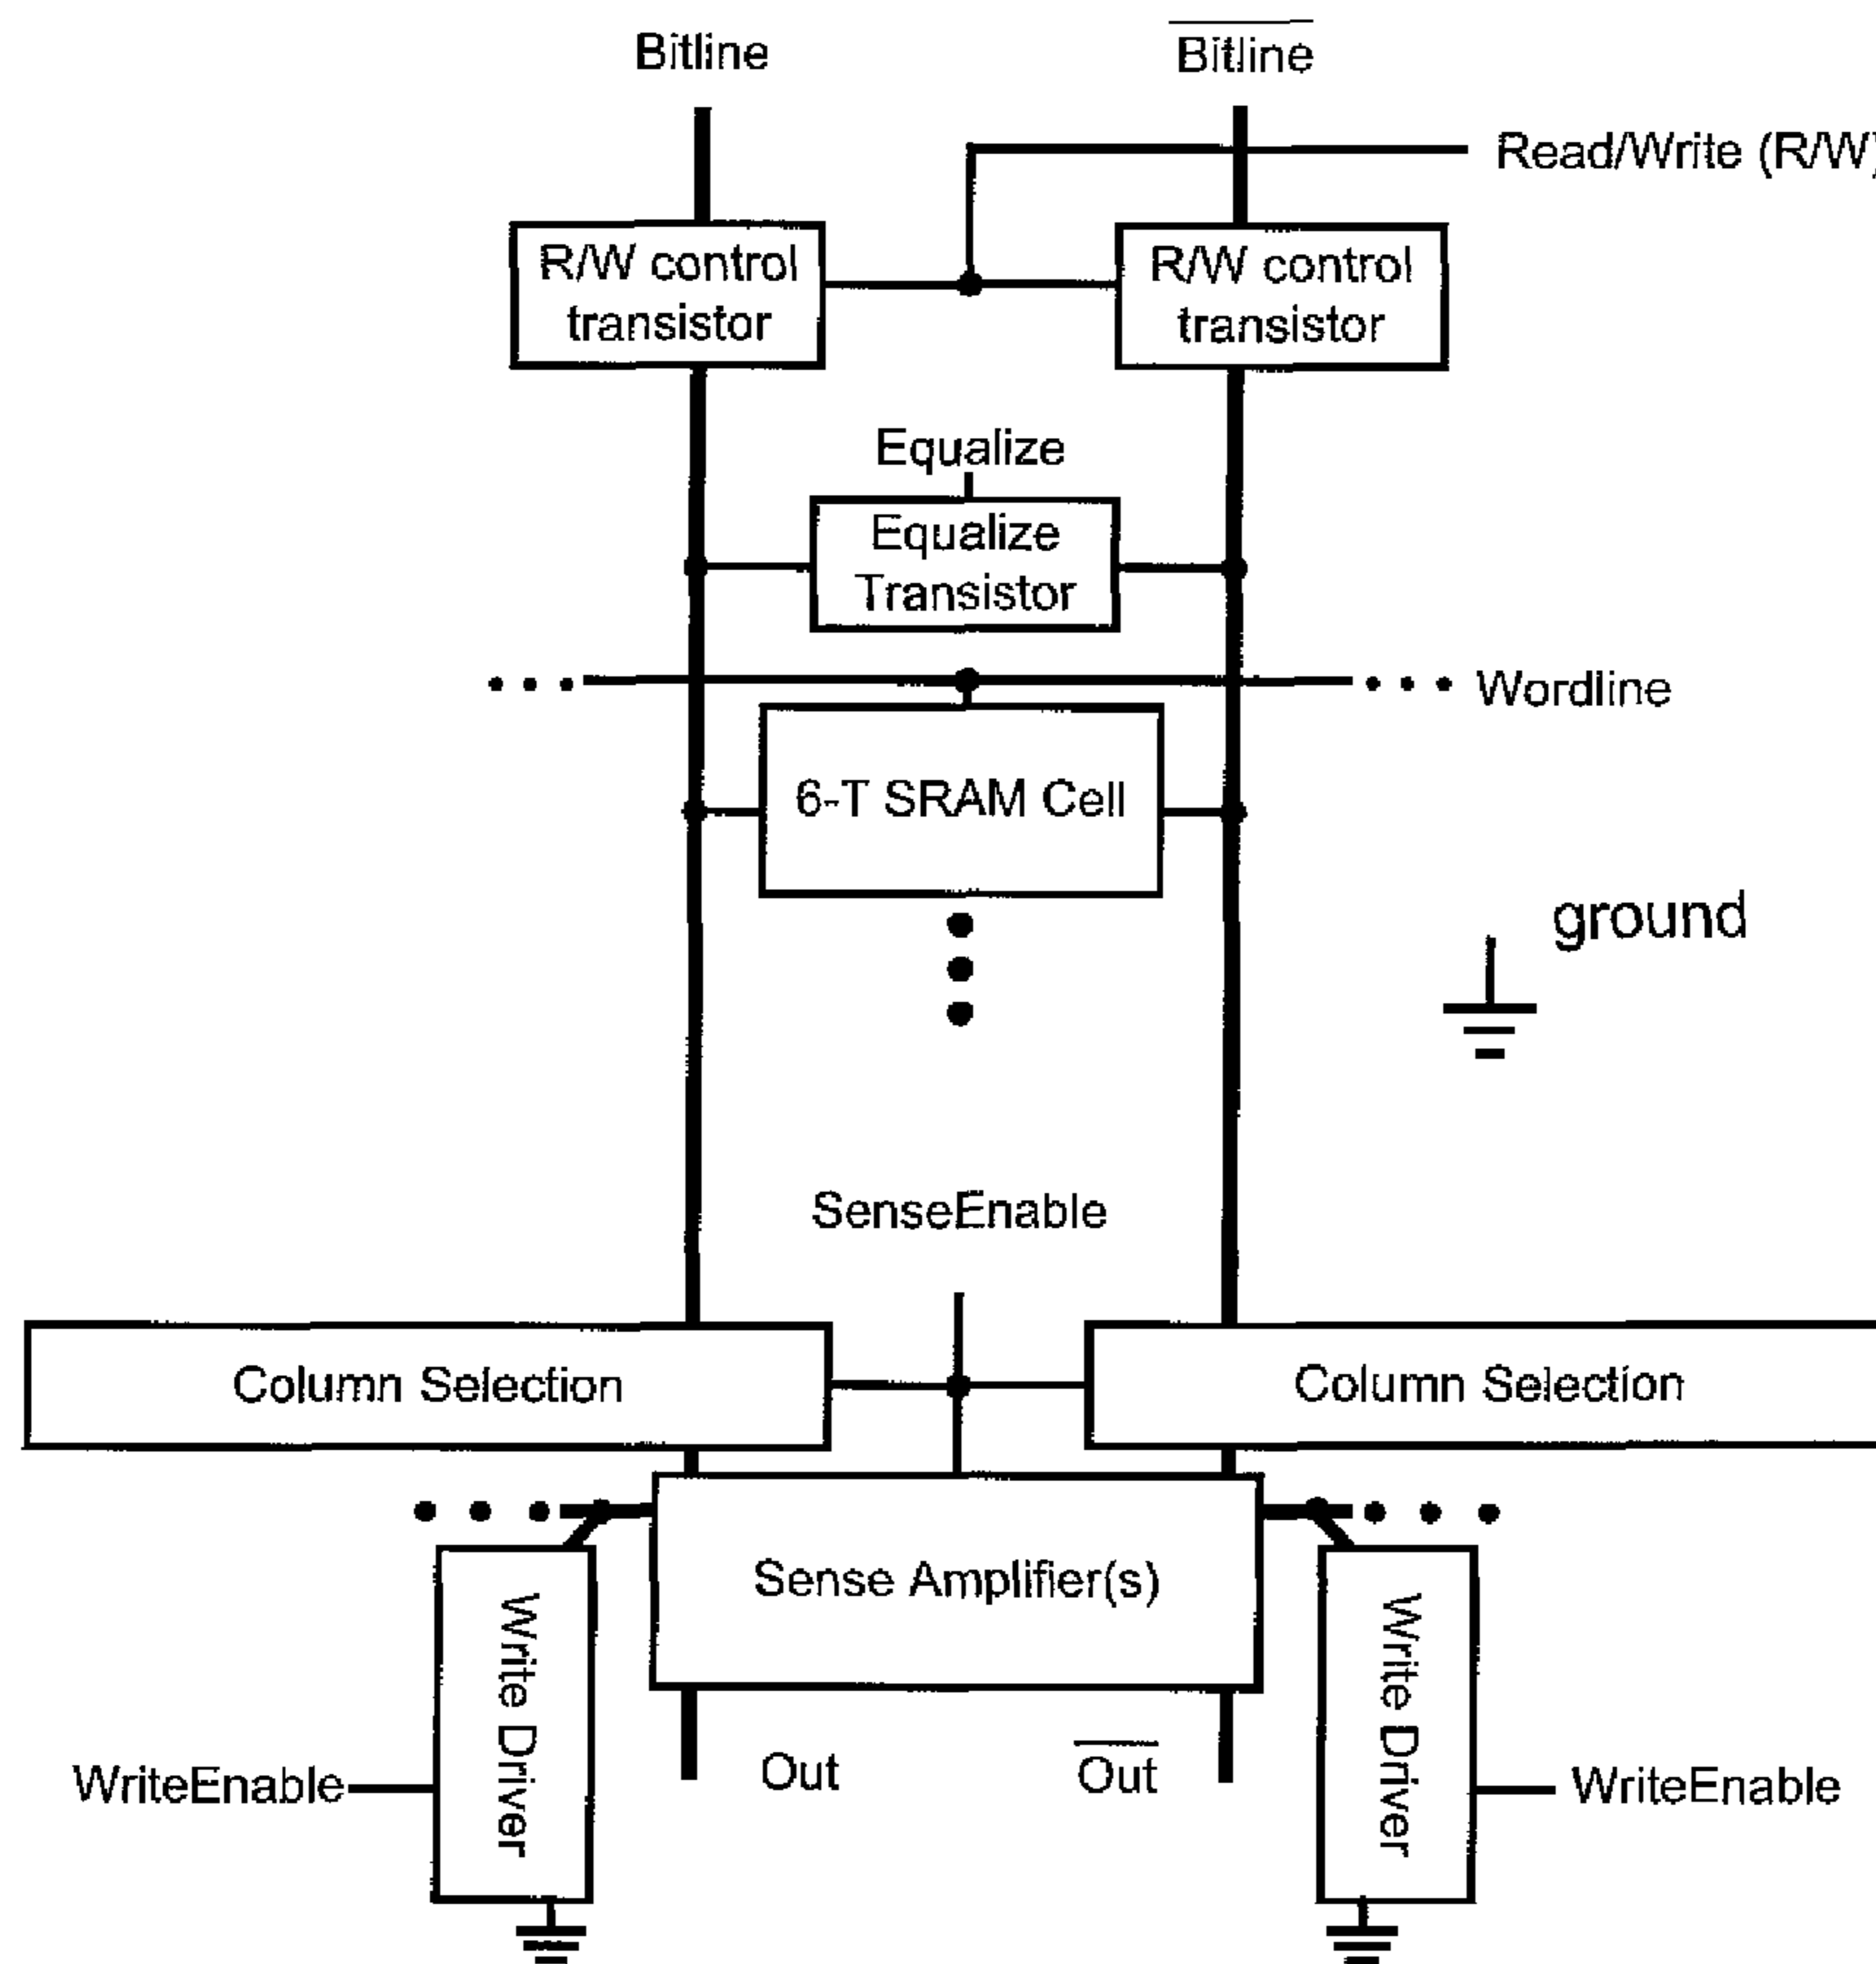 Bitline
Bitline
Read/Write (R/W)
R/W control
transistor
R/W control
transistor
Equalize
Equalize
Transistor
Wordline
6-T SRAM Cell
ground
SenseEnable
Column Selection
Column Selection
Sense Amplifier(s)
Write Driver
Write Driver
Out
Out
WriteEnable
WriteEnable